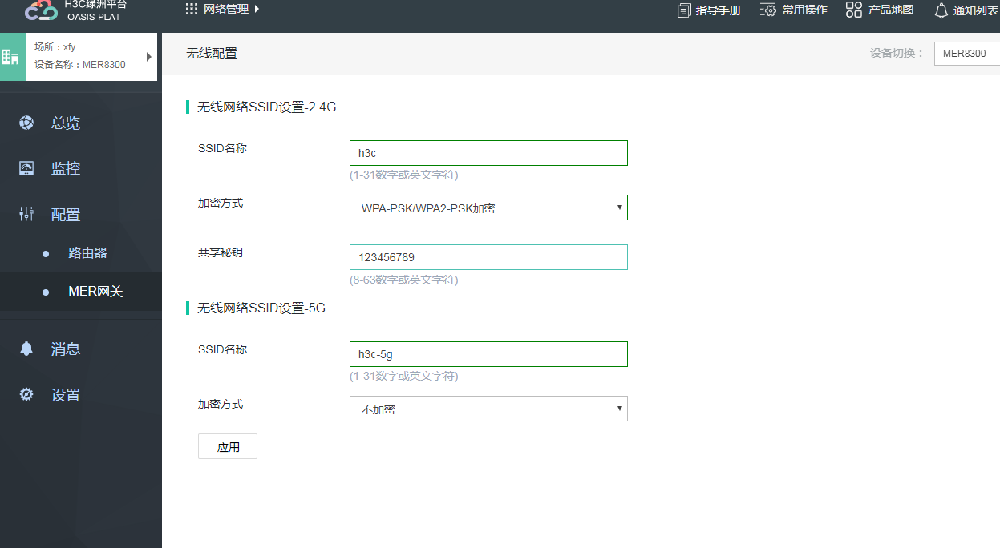 H3C绿洲平台
OASIS PLAT
网络管理
指导手册
常用操作
产品地图
通知列表
场所：xfy
设备名称：MER8300
无线配置
设备切换：
MER8300
总览
监控
配置
路由器
MER网关
消息
设置
无线网络SSID设置-2.4G
SSID名称
h3c
(1-31数字或英文字符)
加密方式
WPA-PSK/WPA2-PSK加密
共享秘钥
123456789
(8-63数字或英文字符)
无线网络SSID设置-5G
SSID名称
h3c-5g
(1-31数字或英文字符)
加密方式
不加密
应用